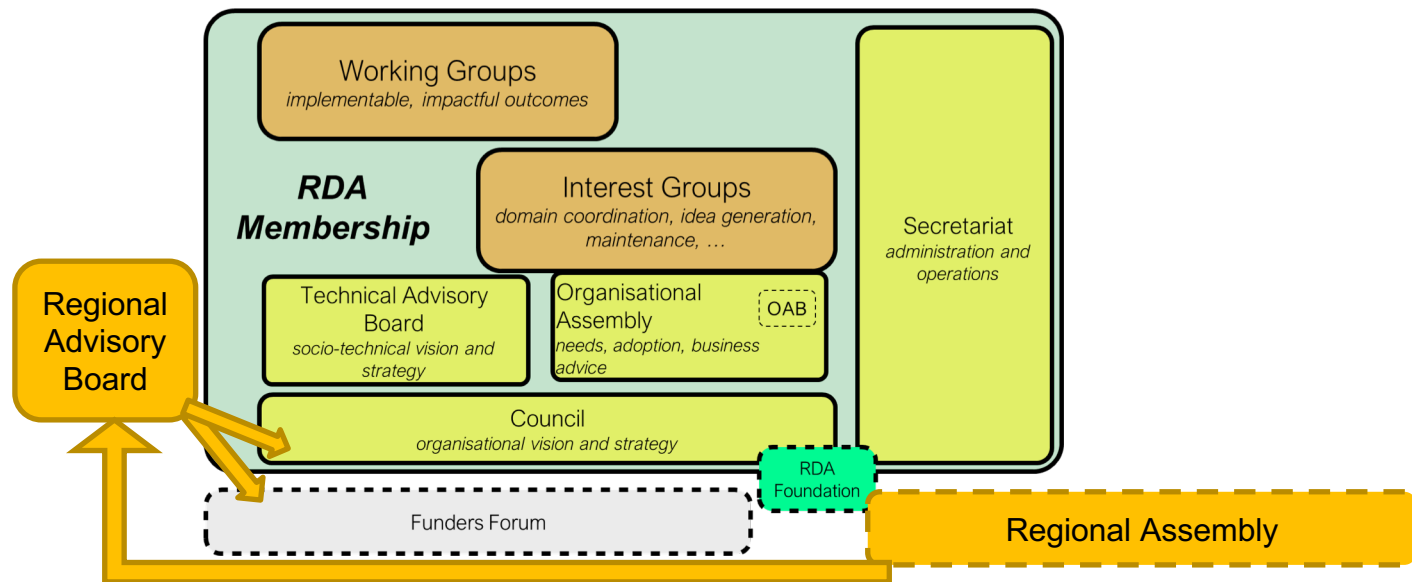 Working Groups
implementable, impactful outcomes
RDA
Membership
Interest Groups
domain coordination, idea generation,
maintenance, …
Secretariat
administration and
operations
Regional
Advisory
Board
Technical Advisory
Board
socio-technical vision and
strategy
Organisational
Assembly
OAB
needs, adoption, business
advice
Council
organisational vision and strategy
RDA
Foundation
Funders Forum
Regional Assembly